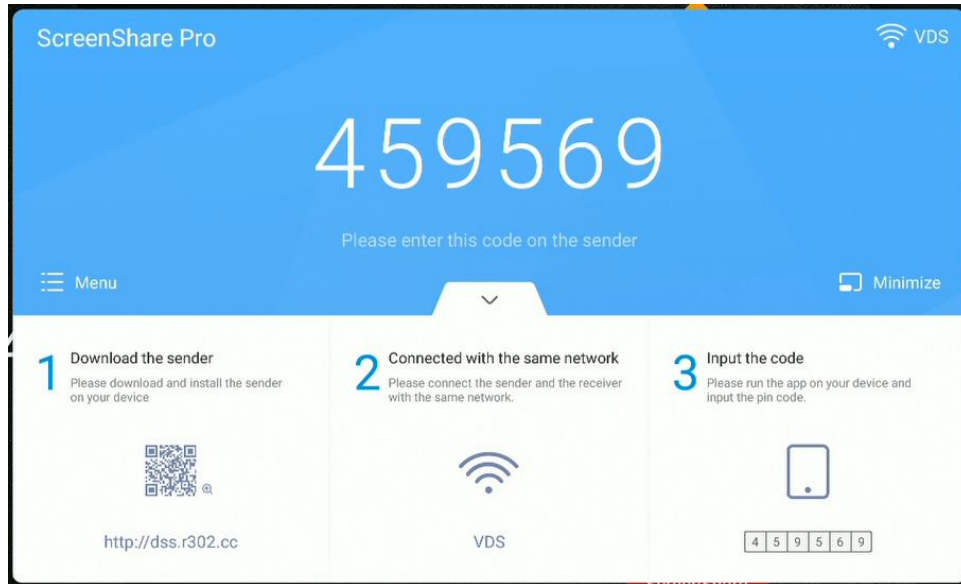 ScreenShare Pro
VDS
459569
Please enter this code on the sender
Menu
Minimize
1 Download the sender
Please download and install the sender
on your device
http://dss.r302.cc
2 Connected with the same network
Please connect the sender and the receiver
with the same network.
VDS
3 Input the code
Please run the app on your device and
input the pin code.
4 5 9 5 6 9